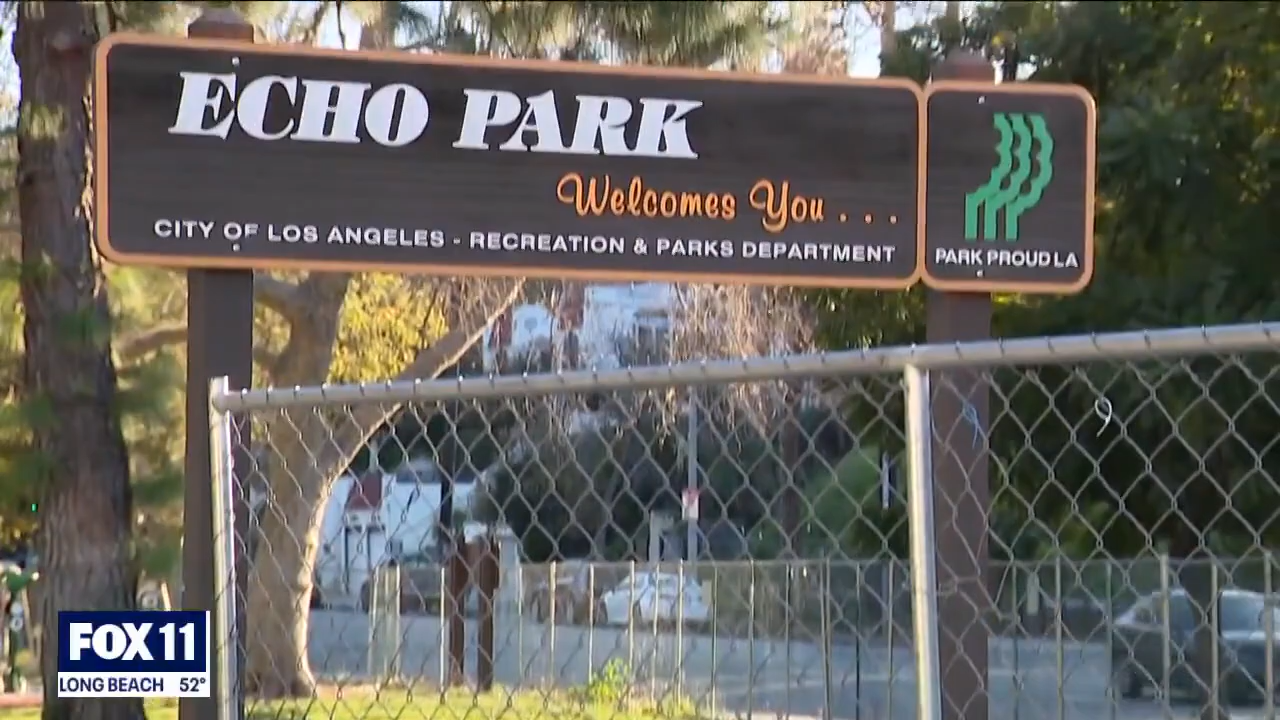 ECHO PARK
Welcomes You . . .
CITY OF LOS ANGELES - RECREATION & PARKS DEPARTMENT
PARK PROUD LA
FOX 11
LONG BEACH 52°